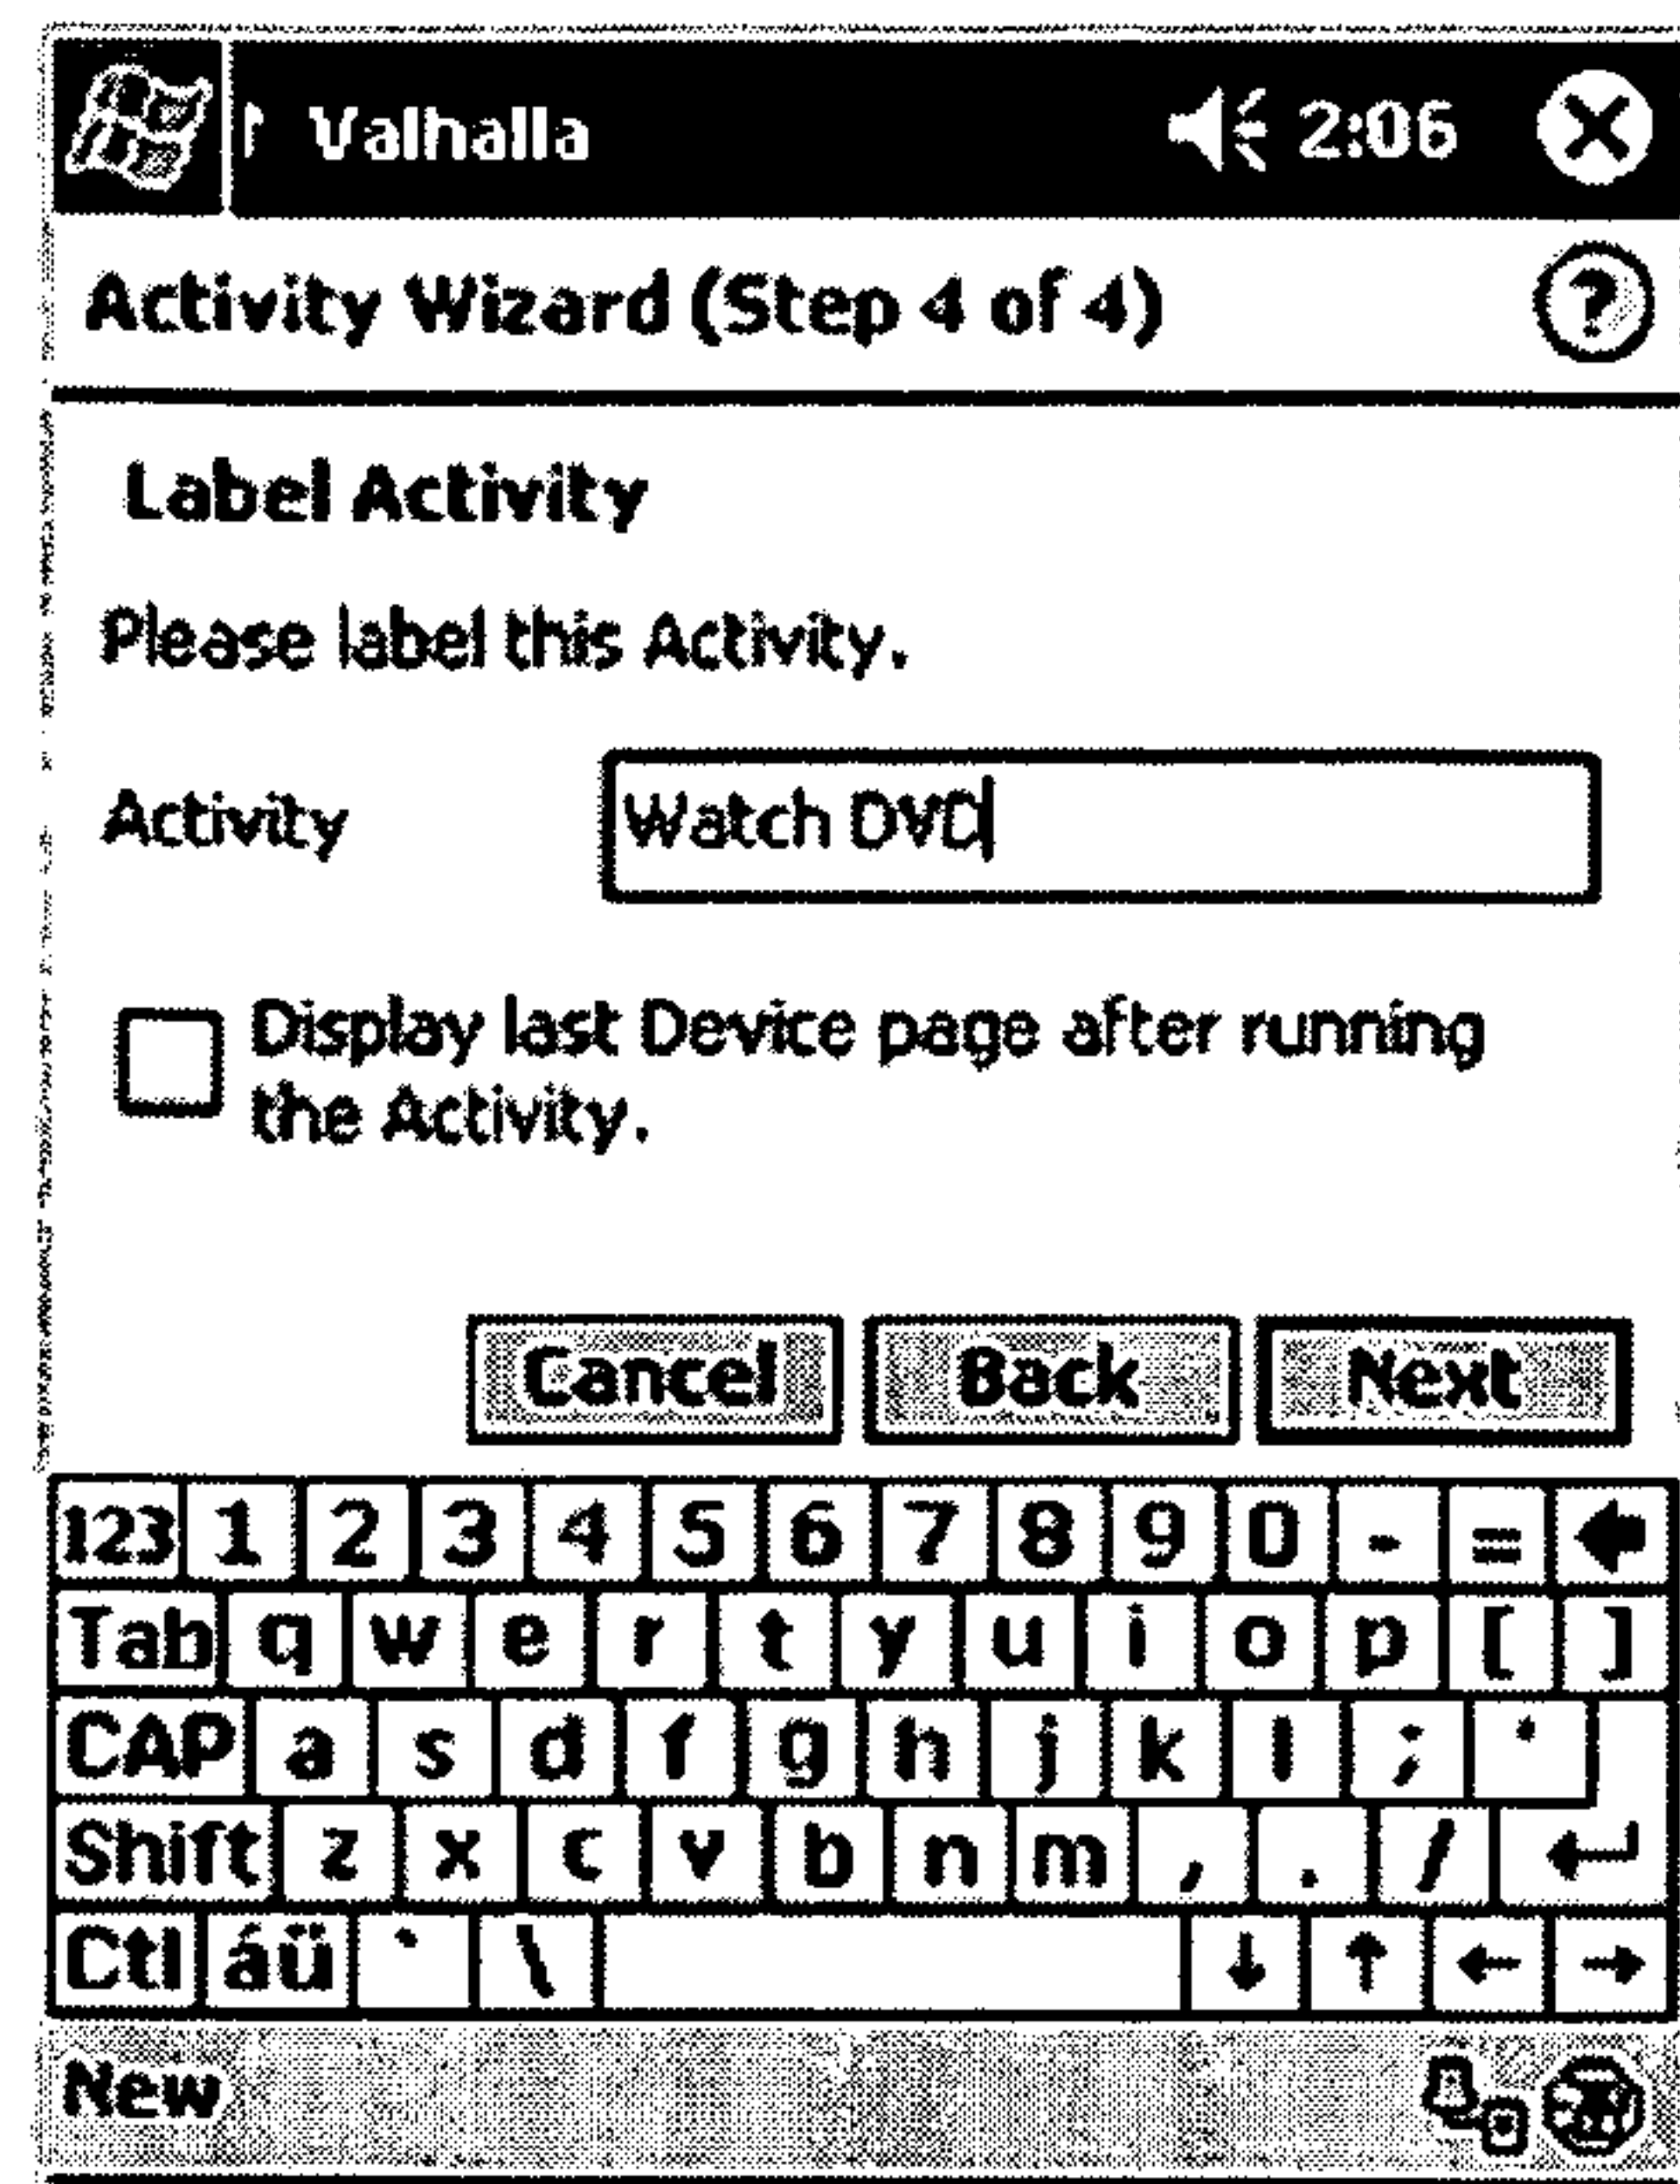 Valhalla 2:06
Activity Wizard (Step 4 of 4) ?
Label Activity
Please label this Activity.
Activity Watch DVD
Display last Device page after running
the Activity.
Cancel Back Next
123 1 2 3 4 5 6 7 8 9 0 - =
Tab q w e r t y u i o p [ ]
CAP a s d f g h j k l ; '
Shift z x c v b n m , . /
Ctl áü ` \
New